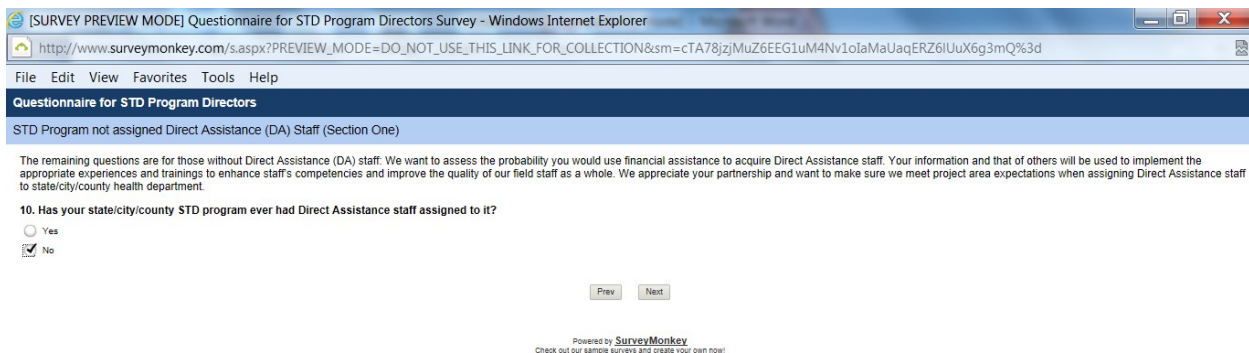 [SURVEY PREVIEW MODE] Questionnaire for STD Program Directors Survey - Windows Internet Explorer
http://www.surveymonkey.com/s.aspx?PREVIEW_MODE=DO_NOT_USE_THIS_LINK_FOR_COLLECTION&sm=cTA78jzjMuZ6EEG1uM4Nv1oIaMaUaqERZ6lUuX6g3mQ%3d
File Edit View Favorites Tools Help
Questionnaire for STD Program Directors
STD Program not assigned Direct Assistance (DA) Staff (Section One)
The remaining questions are for those without Direct Assistance (DA) staff: We want to assess the probability you would use financial assistance to acquire Direct Assistance staff. Your information and that of others will be used to implement the
appropriate experiences and trainings to enhance staff's competencies and improve the quality of our field staff as a whole. We appreciate your partnership and want to make sure we meet project area expectations when assigning Direct Assistance staff
to state/city/county health department.
10. Has your state/city/county STD program ever had Direct Assistance staff assigned to it?
Yes
No
Prev Next
Powered by SurveyMonkey
Check out our sample surveys and create your own now!